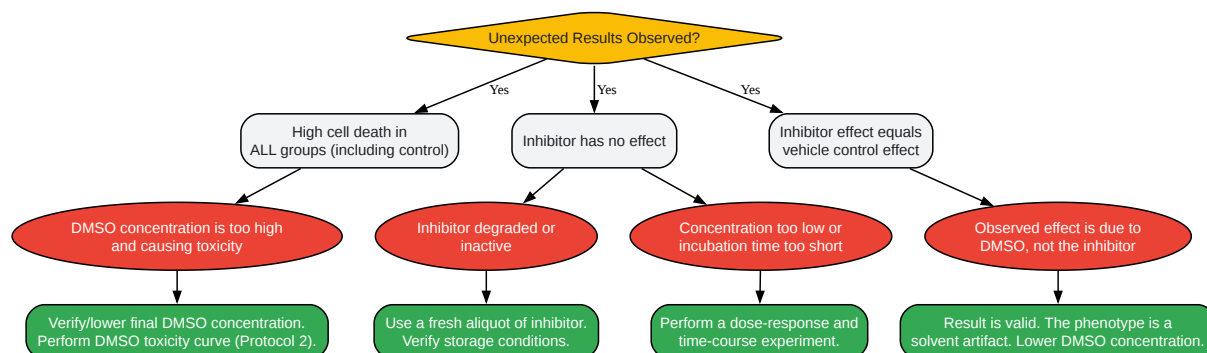 Unexpected Results Observed?
Yes
Yes
Yes
High cell death in
ALL groups (including control)
Inhibitor has no effect
Inhibitor effect equals
vehicle control effect
DMSO concentration is too high
and causing toxicity
Inhibitor degraded or
inactive
Concentration too low or
incubation time too short
Observed effect is due to
DMSO, not the inhibitor
Verify/lower final DMSO concentration.
Perform DMSO toxicity curve (Protocol 2).
Use a fresh aliquot of inhibitor.
Verify storage conditions.
Perform a dose-response and
time-course experiment.
Result is valid. The phenotype is a
solvent artifact. Lower DMSO concentration.